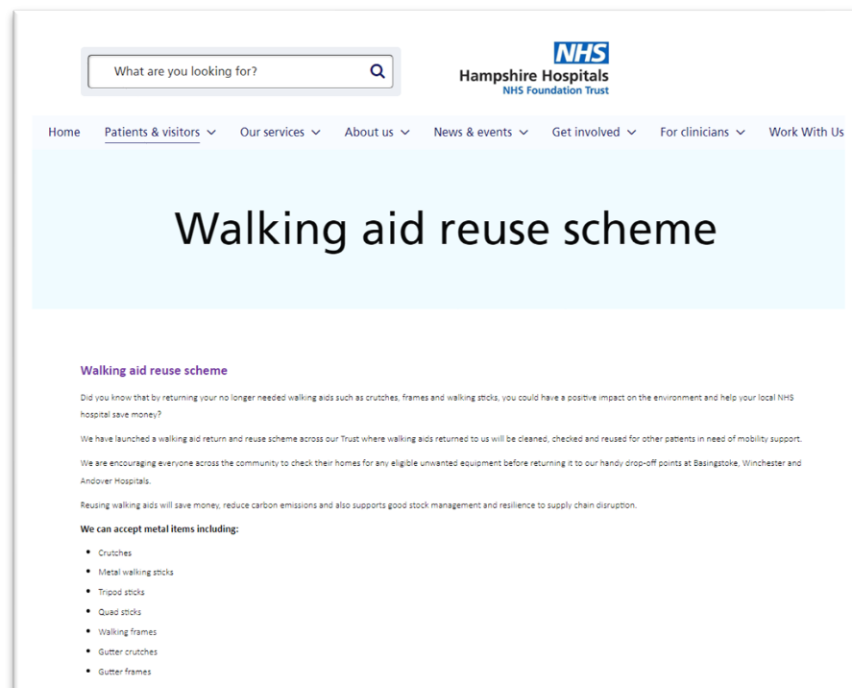 What are you looking for?
NHS
Hampshire Hospitals
NHS Foundation Trust
Home Patients & visitors Our services About us News & events Get involved For clinicians Work With Us
Walking aid reuse scheme
Walking aid reuse scheme
Did you know that by returning your no longer needed walking aids such as crutches, frames and walking sticks, you could have a positive impact on the environment and help your local NHS
hospital save money?
We have launched a walking aid return and reuse scheme across our Trust where walking aids returned to us will be cleaned, checked and reused for other patients in need of mobility support.
We are encouraging everyone across the community to check their homes for any eligible unwanted equipment before returning it to our handy drop-off points at Basingstoke, Winchester and
Andover Hospitals.
Reusing walking aids will save money, reduce carbon emissions and also supports good stock management and resilience to supply chain disruption.
We can accept metal items including:
• Crutches
• Metal walking sticks
• Tripod sticks
• Quad sticks
• Walking frames
• Gutter crutches
• Gutter frames